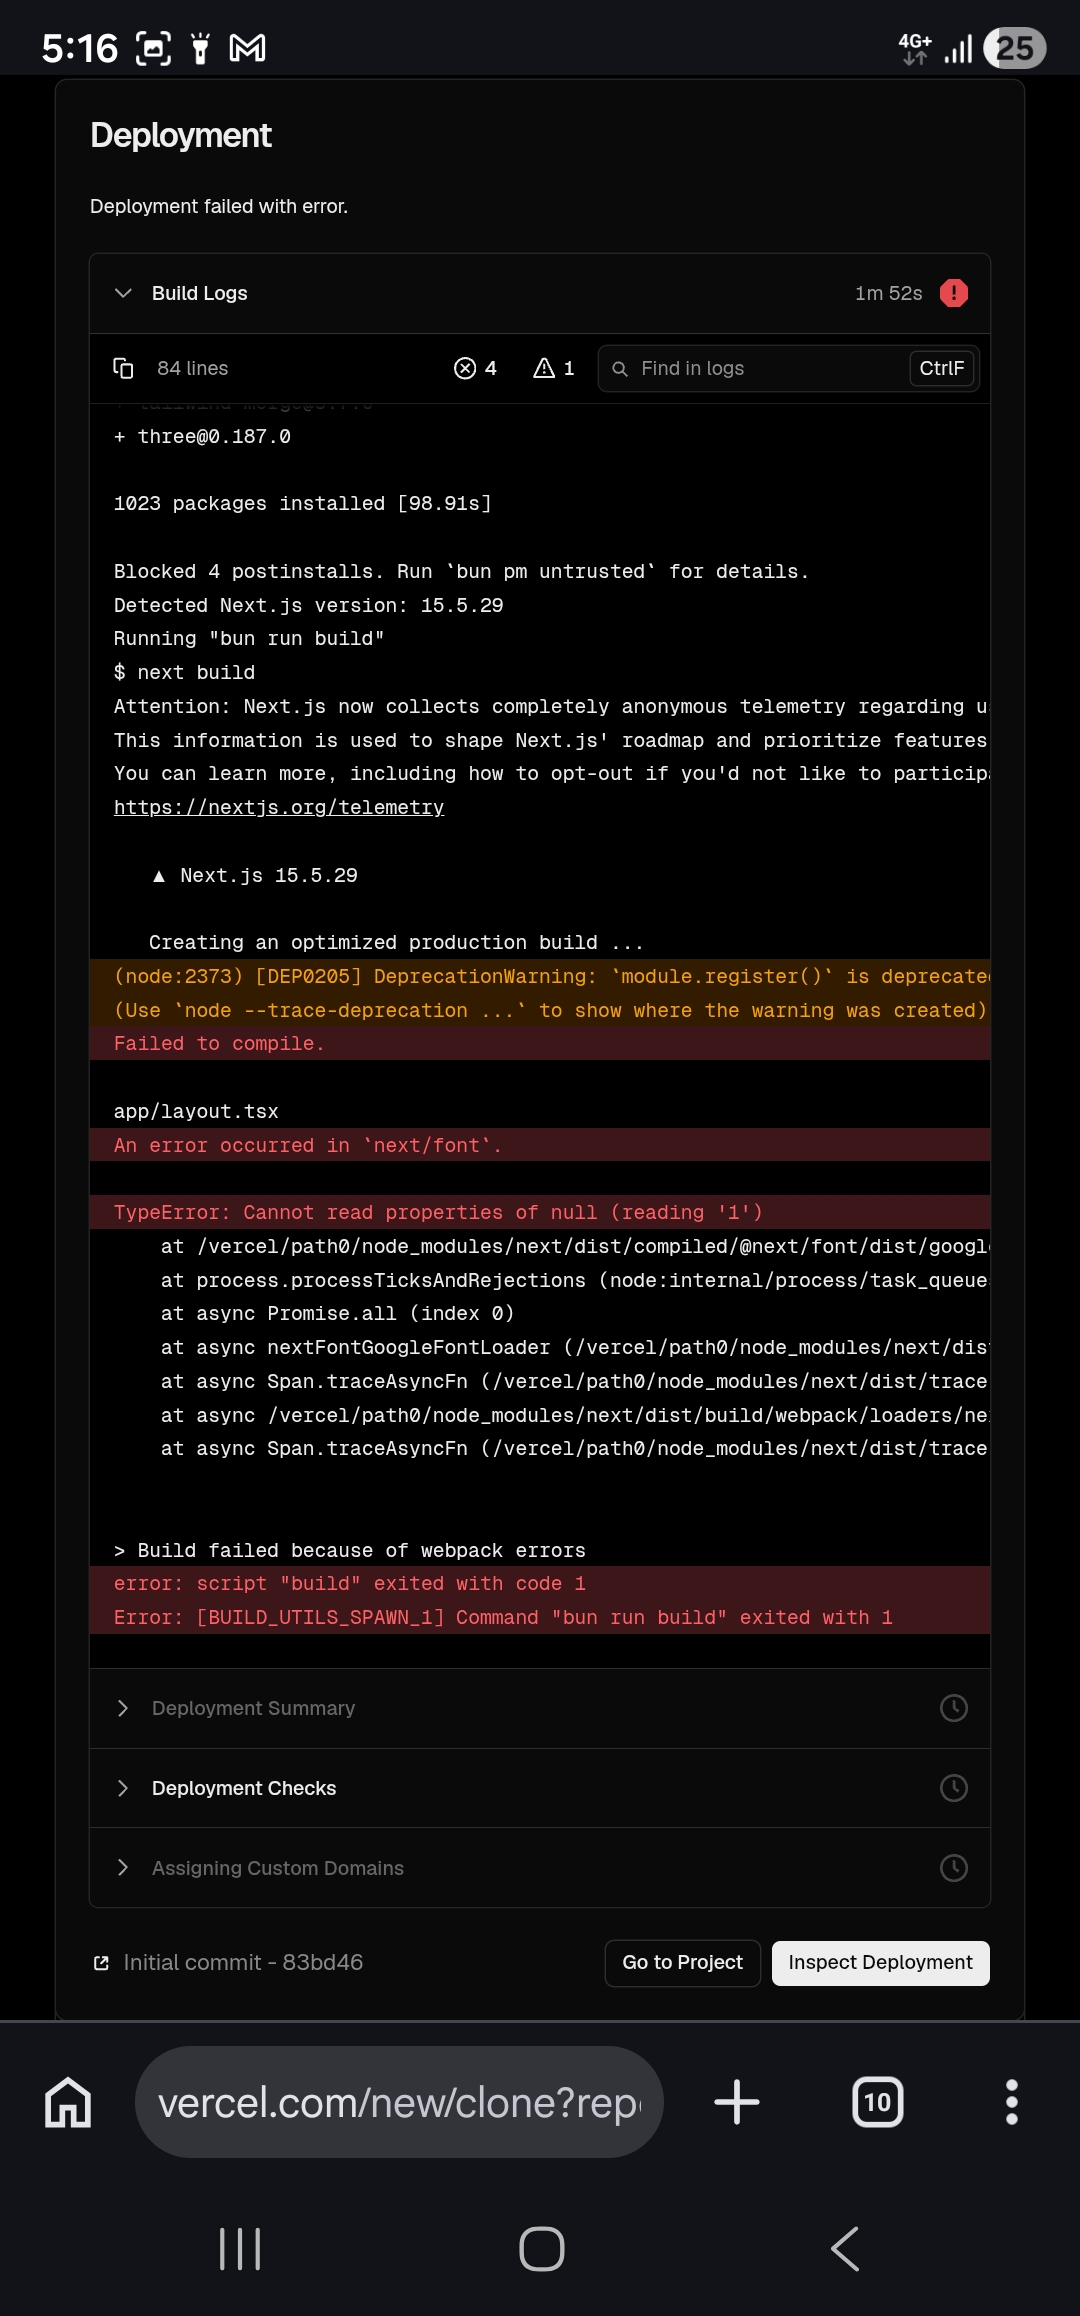 5:16
4G+
25
Deployment
Deployment failed with error.
Build Logs
1m 52s
84 lines
4
1
Find in logs
CtrlF
+ tailwind-merge@3.7.0
+ three@0.187.0
1023 packages installed [98.91s]
Blocked 4 postinstalls. Run `bun pm untrusted` for details.
Detected Next.js version: 15.5.29
Running "bun run build"
$ next build
Attention: Next.js now collects completely anonymous telemetry regarding u
This information is used to shape Next.js' roadmap and prioritize features
You can learn more, including how to opt-out if you'd not like to particip
https://nextjs.org/telemetry
▲ Next.js 15.5.29
Creating an optimized production build ...
(node:2373) [DEP0205] DeprecationWarning: `module.register()` is deprecated
(Use `node --trace-deprecation ...` to show where the warning was created)
Failed to compile.
app/layout.tsx
An error occurred in `next/font`.
TypeError: Cannot read properties of null (reading '1')
at /vercel/path0/node_modules/next/dist/compiled/@next/font/dist/googl
at process.processTicksAndRejections (node:internal/process/task_queue
at async Promise.all (index 0)
at async nextFontGoogleFontLoader (/vercel/path0/node_modules/next/dis
at async Span.traceAsyncFn (/vercel/path0/node_modules/next/dist/trace
at async /vercel/path0/node_modules/next/dist/build/webpack/loaders/ne
at async Span.traceAsyncFn (/vercel/path0/node_modules/next/dist/trace
> Build failed because of webpack errors
error: script "build" exited with code 1
Error: [BUILD_UTILS_SPAWN_1] Command "bun run build" exited with 1
Deployment Summary
Deployment Checks
Assigning Custom Domains
Initial commit - 83bd46
Go to Project
Inspect Deployment
vercel.com/new/clone?rep
10